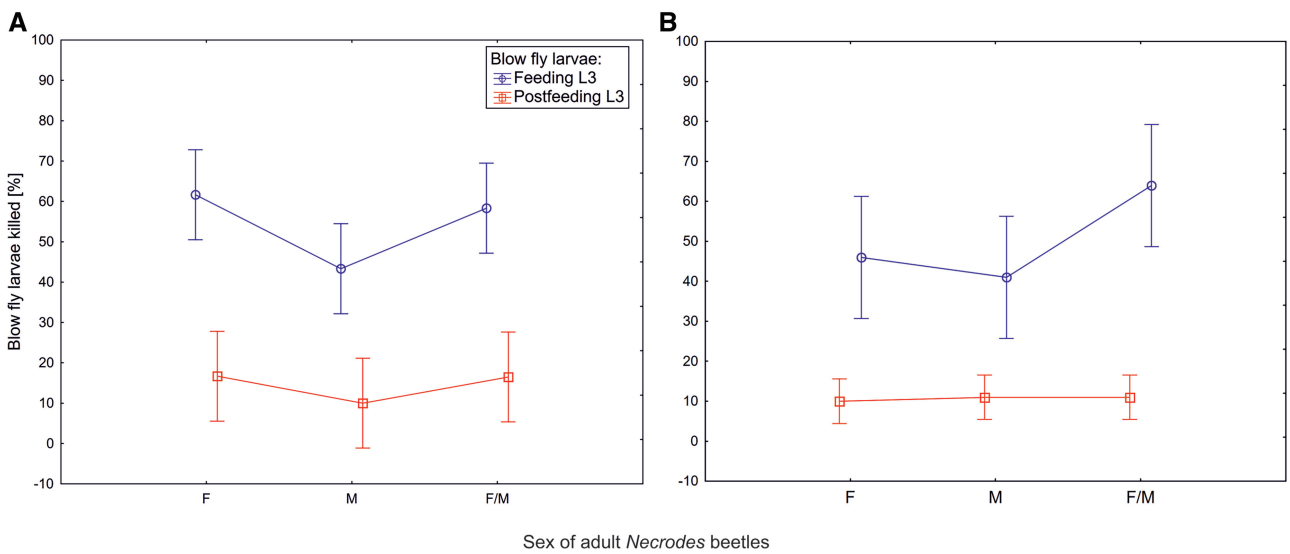 A
100
90
80
70
60
50
40
30
20
10
0
-10
Blow fly larvae killed [%]
Blow fly larvae:
Feeding L3
Postfeeding L3
F M F/M
B
100
90
80
70
60
50
40
30
20
10
0
-10
F M F/M
Sex of adult Necrodes beetles